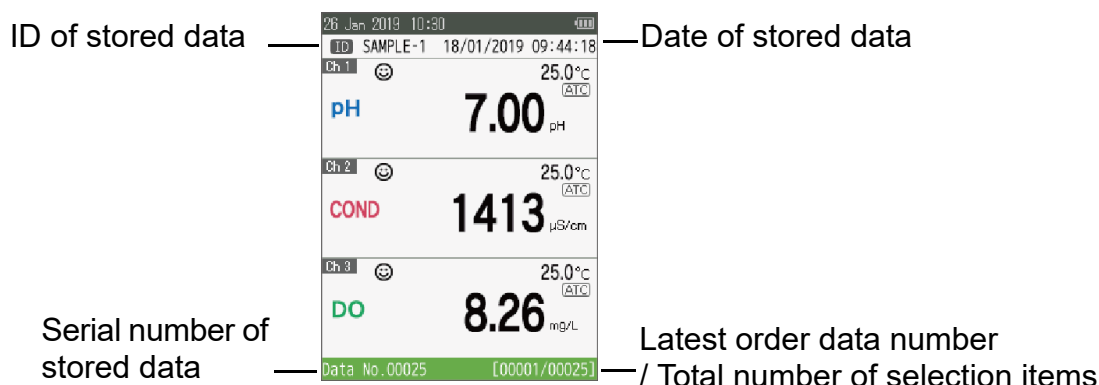 26 Jan 2019 10:30
ID of stored data
ID SAMPLE-1 18/01/2019 09:44:18
Date of stored data
Ch 1 25.0°C
ATC
pH 7.00 pH
Ch 2 25.0°C
ATC
COND 1413 µS/cm
Ch 3 25.0°C
ATC
DO 8.26 mg/L
Serial number of
stored data
Data No.00025 [00001/00025]
Latest order data number
/ Total number of selection items